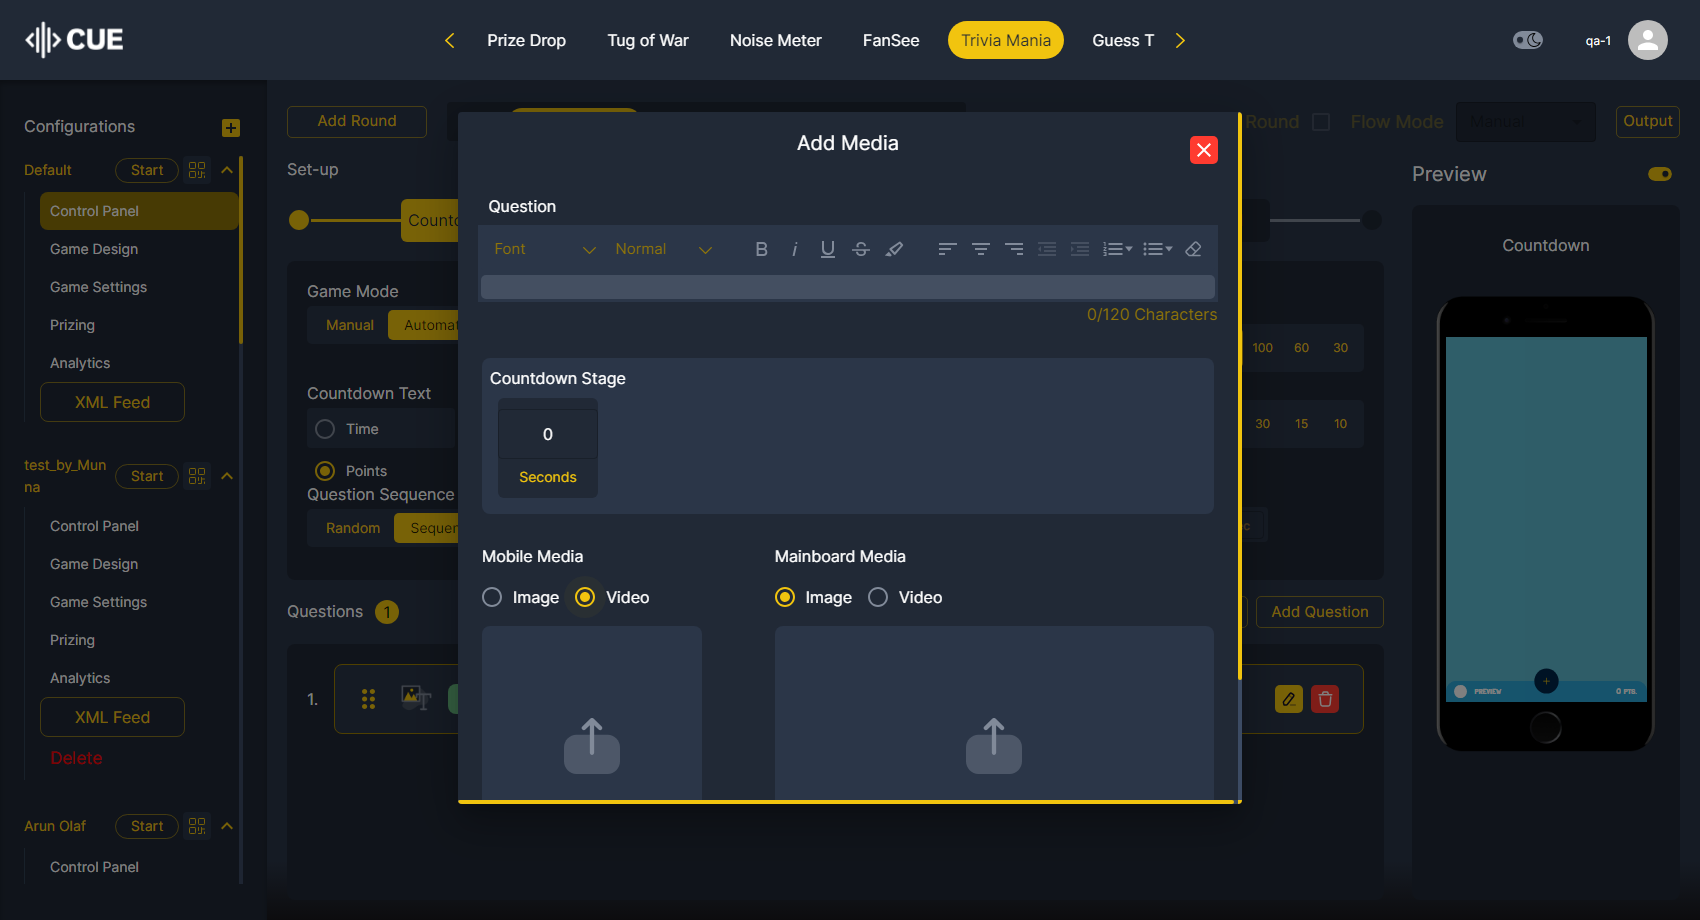 CUE
Prize Drop
Tug of War
Noise Meter
FanSee
Trivia Mania
Guess T
qa-1
Configurations
Default
Start
Control Panel
Game Design
Game Settings
Prizing
Analytics
XML Feed
test_by_Mun
na
Start
Control Panel
Game Design
Game Settings
Prizing
Analytics
XML Feed
Delete
Arun Olaf
Start
Control Panel
Add Round
Round
Flow Mode
Manual
Output
Set-up
Countd
Game Mode
Manual
Automat
Countdown Text
Time
Points
Question Sequence
Random
Sequen
Questions 1
1.
Add Media
Question
Font
Normal
B i U S
0/120 Characters
Countdown Stage
0
Seconds
Mobile Media
Image
Video
Mainboard Media
Image
Video
100 60 30
30 15 10
c
Add Question
Preview
Countdown
PREVIEW
0 PTS.